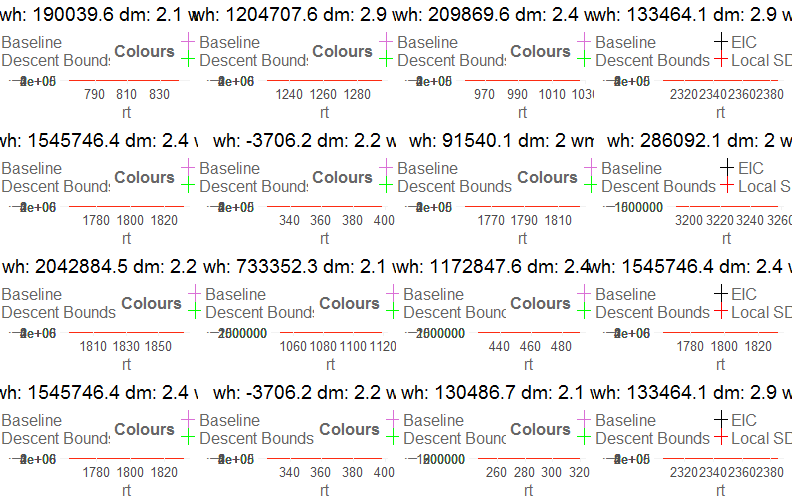 wh: 190039.6 dm: 2.1 w
wh: 1204707.6 dm: 2.9
wh: 209869.6 dm: 2.4 w
wh: 133464.1 dm: 2.9 w
Baseline
Descent Bounds
Colours
Baseline
Descent Bounds
Colours
Baseline
Descent Bounds
Colours
Baseline
Descent Bounds
EIC
Local SD
790 810 830
1240 1260 1280
970 990 1010 1030
2320 2340 2360 2380
rt
rt
rt
rt
wh: 1545746.4 dm: 2.4 w
wh: -3706.2 dm: 2.2 w
wh: 91540.1 dm: 2 wm
wh: 286092.1 dm: 2 w
Baseline
Descent Bounds
Colours
Baseline
Descent Bounds
Colours
Baseline
Descent Bounds
Colours
Baseline
Descent Bounds
EIC
Local S
1780 1800 1820
340 360 380 400
1770 1790 1810
3200 3220 3240 3260
rt
rt
rt
rt
wh: 2042884.5 dm: 2.2
wh: 733352.3 dm: 2.1
wh: 1172847.6 dm: 2.4
wh: 1545746.4 dm: 2.4 w
Baseline
Descent Bounds
Colours
Baseline
Descent Bounds
Colours
Baseline
Descent Bounds
Colours
Baseline
Descent Bounds
EIC
Local SD
1810 1830 1850
1060 1080 1100 1120
440 460 480
1780 1800 1820
rt
rt
rt
rt
wh: 1545746.4 dm: 2.4 w
wh: -3706.2 dm: 2.2 w
wh: 130486.7 dm: 2.1
wh: 133464.1 dm: 2.9 w
Baseline
Descent Bounds
Colours
Baseline
Descent Bounds
Colours
Baseline
Descent Bounds
Colours
Baseline
Descent Bounds
EIC
Local SD
1780 1800 1820
340 360 380 400
260 280 300 320
2320 2340 2360 2380
rt
rt
rt
rt